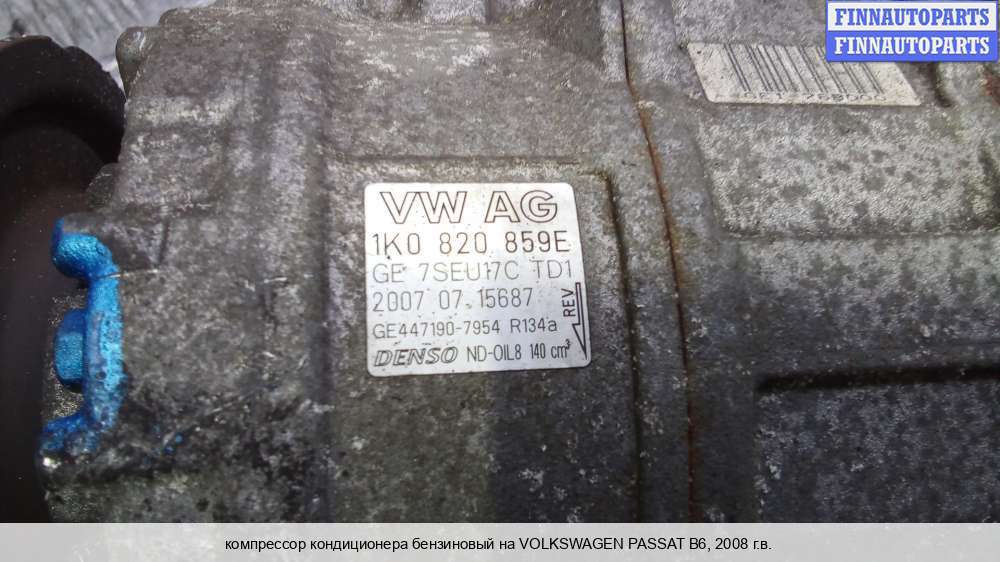 FINNAUTOPARTS
FINNAUTOPARTS
VW AG
1K0 820 859E
GE 7SEU17C TD1
2007 07 15687
GE447190-7954 R134a
REV
DENSO ND-OIL8 140 cm³
компрессор кондиционера бензиновый на VOLKSWAGEN PASSAT B6, 2008 г.в.